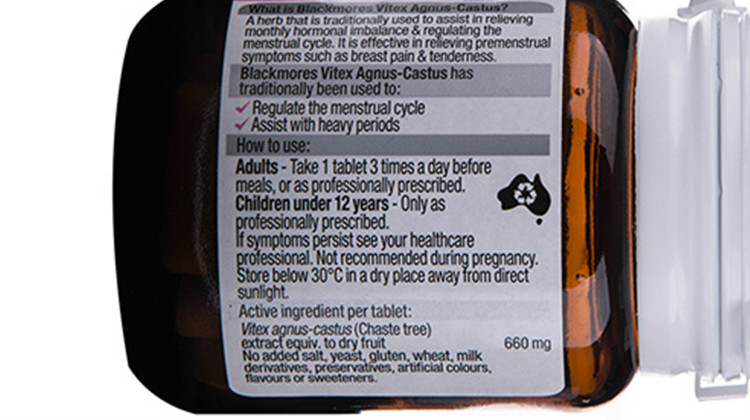 What is Blackmores Vitex Agnus-Castus?
A herb that is traditionally used to assist in relieving
monthly hormonal imbalance & regulating the
menstrual cycle. It is effective in relieving premenstrual
symptoms such as breast pain & tenderness.
Blackmores Vitex Agnus-Castus has
traditionally been used to:
✓ Regulate the menstrual cycle
✓ Assist with heavy periods
How to use:
Adults - Take 1 tablet 3 times a day before
meals, or as professionally prescribed.
Children under 12 years - Only as
professionally prescribed.
If symptoms persist see your healthcare
professional. Not recommended during pregnancy.
Store below 30°C in a dry place away from direct
sunlight.
Active ingredient per tablet:
Vitex agnus-castus (Chaste tree)
extract equiv. to dry fruit 660 mg
No added salt, yeast, gluten, wheat, milk
derivatives, preservatives, artificial colours,
flavours or sweeteners.